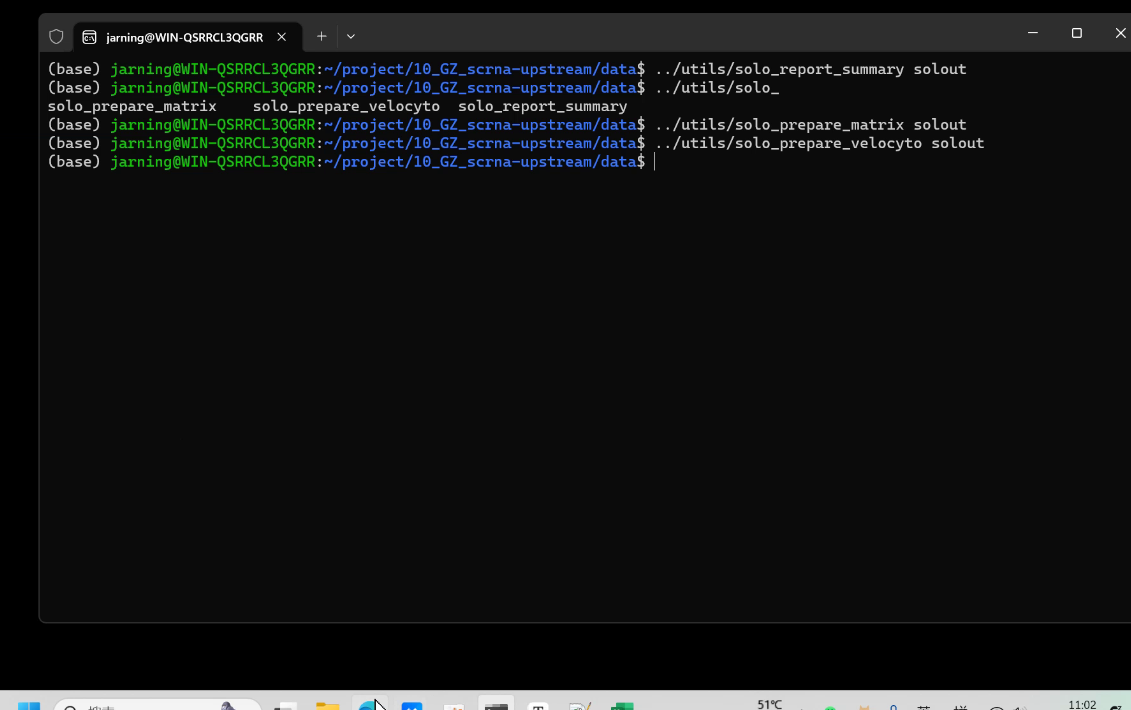 jarning@WIN-QSRRCL3QGRR
(base) jarning@WIN-QSRRCL3QGRR:~/project/10_GZ_scrna-upstream/data$ ../utils/solo_report_summary solout
(base) jarning@WIN-QSRRCL3QGRR:~/project/10_GZ_scrna-upstream/data$ ../utils/solo_
solo_prepare_matrix    solo_prepare_velocyto  solo_report_summary
(base) jarning@WIN-QSRRCL3QGRR:~/project/10_GZ_scrna-upstream/data$ ../utils/solo_prepare_matrix solout
(base) jarning@WIN-QSRRCL3QGRR:~/project/10_GZ_scrna-upstream/data$ ../utils/solo_prepare_velocyto solout
(base) jarning@WIN-QSRRCL3QGRR:~/project/10_GZ_scrna-upstream/data$
51℃
11:02